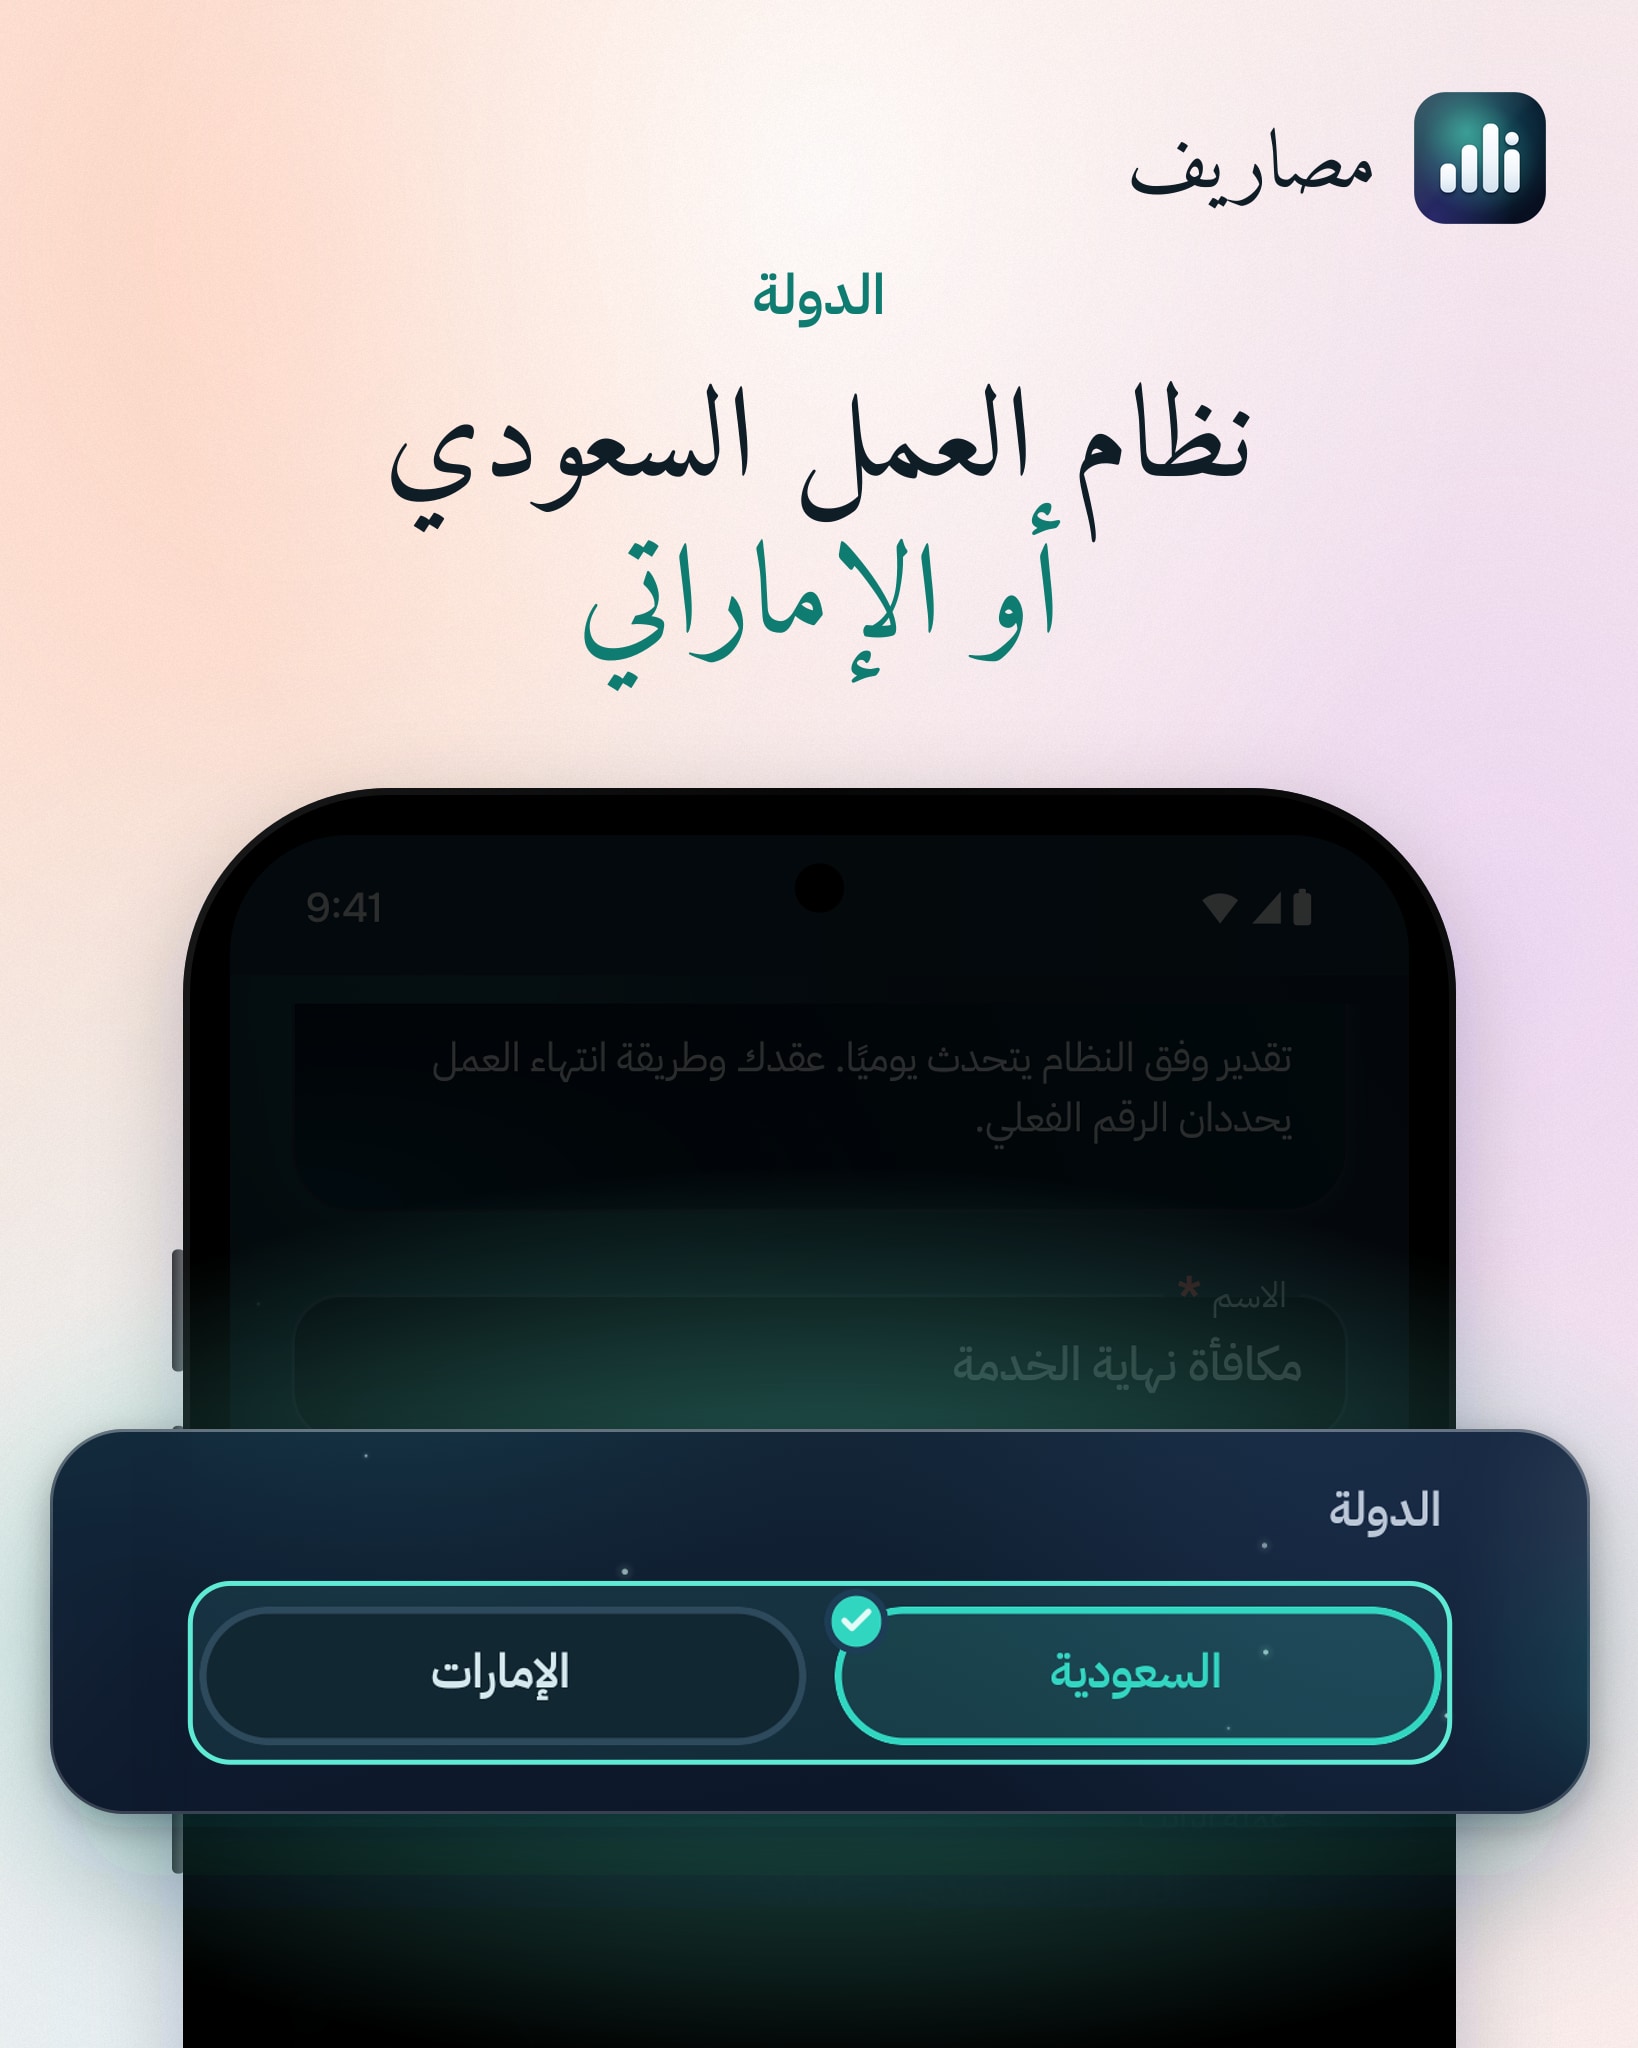 مصاريف
الدولة
نظام العمل السعودي
أو الإماراتي
9:41
تقدير وفق النظام يتحدث يوميًا. عقدك وطريقة انتهاء العمل
يحددان الرقم الفعلي.
الاسم *
مكافأة نهاية الخدمة
الدولة
السعودية
الإمارات